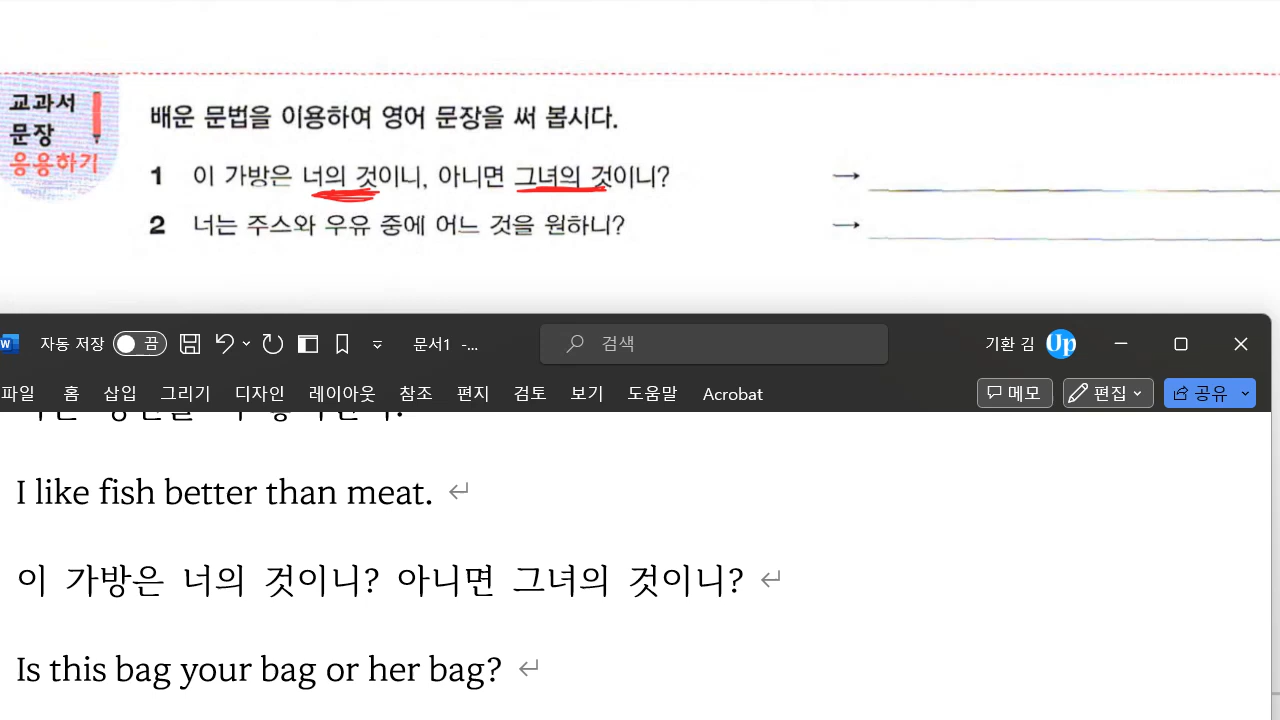 교과서
문장
응용하기
배운 문법을 이용하여 영어 문장을 써 봅시다.
1 이 가방은 너의 것이니, 아니면 그녀의 것이니? →
2 너는 주스와 우유 중에 어느 것을 원하니? →
자동 저장 끔 문서1 -... 검색 기환 김 Up
파일 홈 삽입 그리기 디자인 레이아웃 참조 편지 검토 보기 도움말 Acrobat 메모 편집 공유
I like fish better than meat.
이 가방은 너의 것이니? 아니면 그녀의 것이니?
Is this bag your bag or her bag?